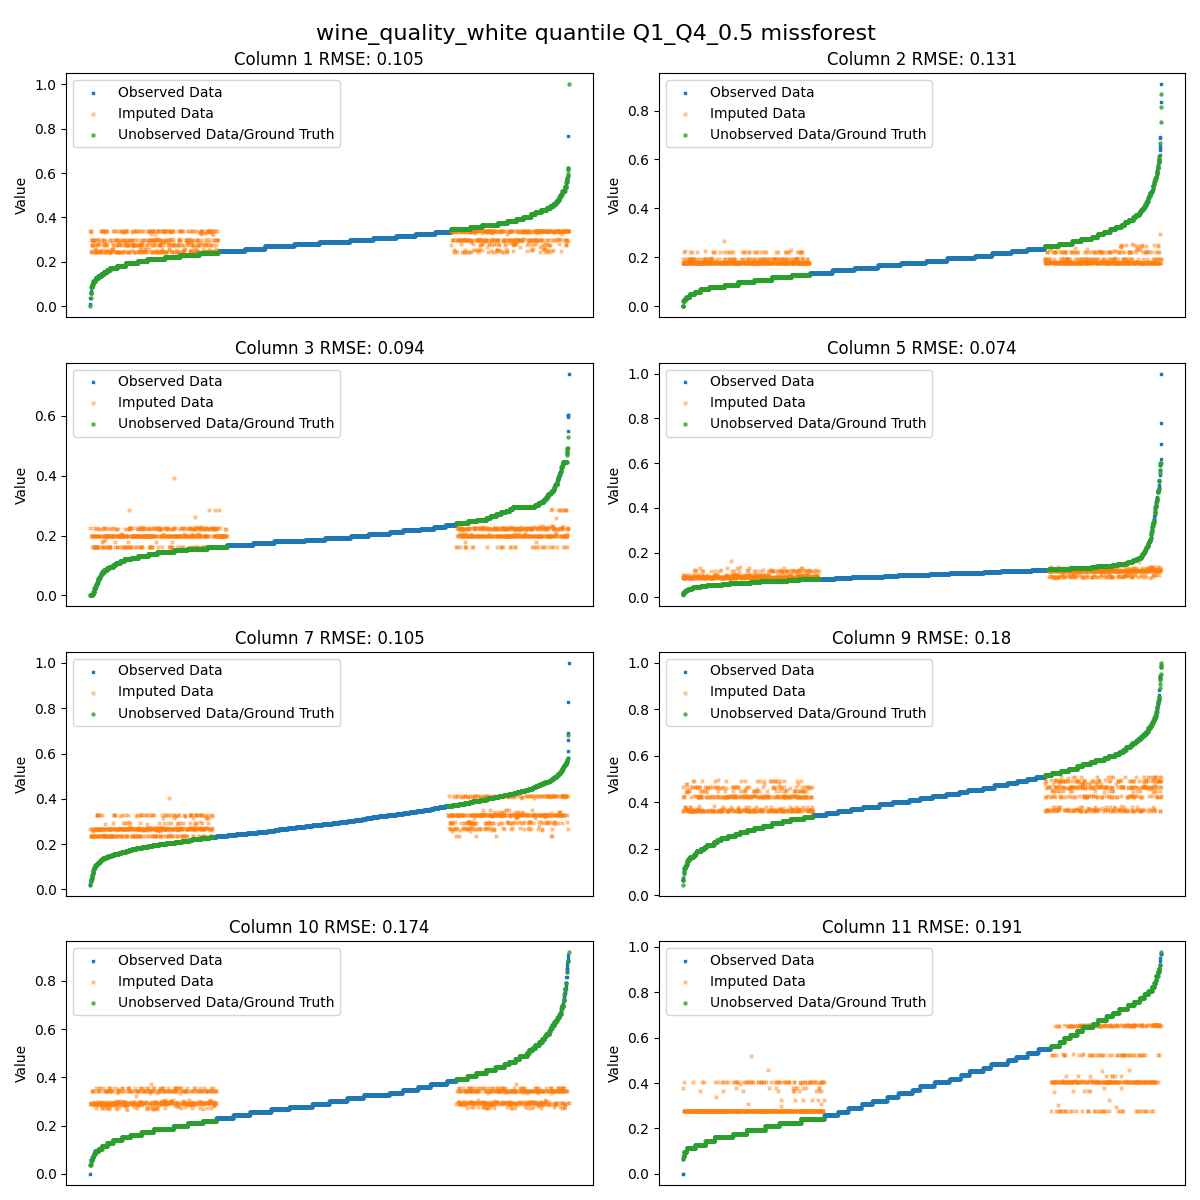 wine_quality_white quantile Q1_Q4_0.5 missforest
Column 1 RMSE: 0.105
Value
1.0
0.8
0.6
0.4
0.2
0.0
Observed Data
Imputed Data
Unobserved Data/Ground Truth
Column 2 RMSE: 0.131
Value
0.8
0.6
0.4
0.2
0.0
Observed Data
Imputed Data
Unobserved Data/Ground Truth
Column 3 RMSE: 0.094
Value
0.6
0.4
0.2
0.0
Observed Data
Imputed Data
Unobserved Data/Ground Truth
Column 5 RMSE: 0.074
Value
1.0
0.8
0.6
0.4
0.2
0.0
Observed Data
Imputed Data
Unobserved Data/Ground Truth
Column 7 RMSE: 0.105
Value
1.0
0.8
0.6
0.4
0.2
0.0
Observed Data
Imputed Data
Unobserved Data/Ground Truth
Column 9 RMSE: 0.18
Value
1.0
0.8
0.6
0.4
0.2
0.0
Observed Data
Imputed Data
Unobserved Data/Ground Truth
Column 10 RMSE: 0.174
Value
0.8
0.6
0.4
0.2
0.0
Observed Data
Imputed Data
Unobserved Data/Ground Truth
Column 11 RMSE: 0.191
Value
1.0
0.8
0.6
0.4
0.2
0.0
Observed Data
Imputed Data
Unobserved Data/Ground Truth